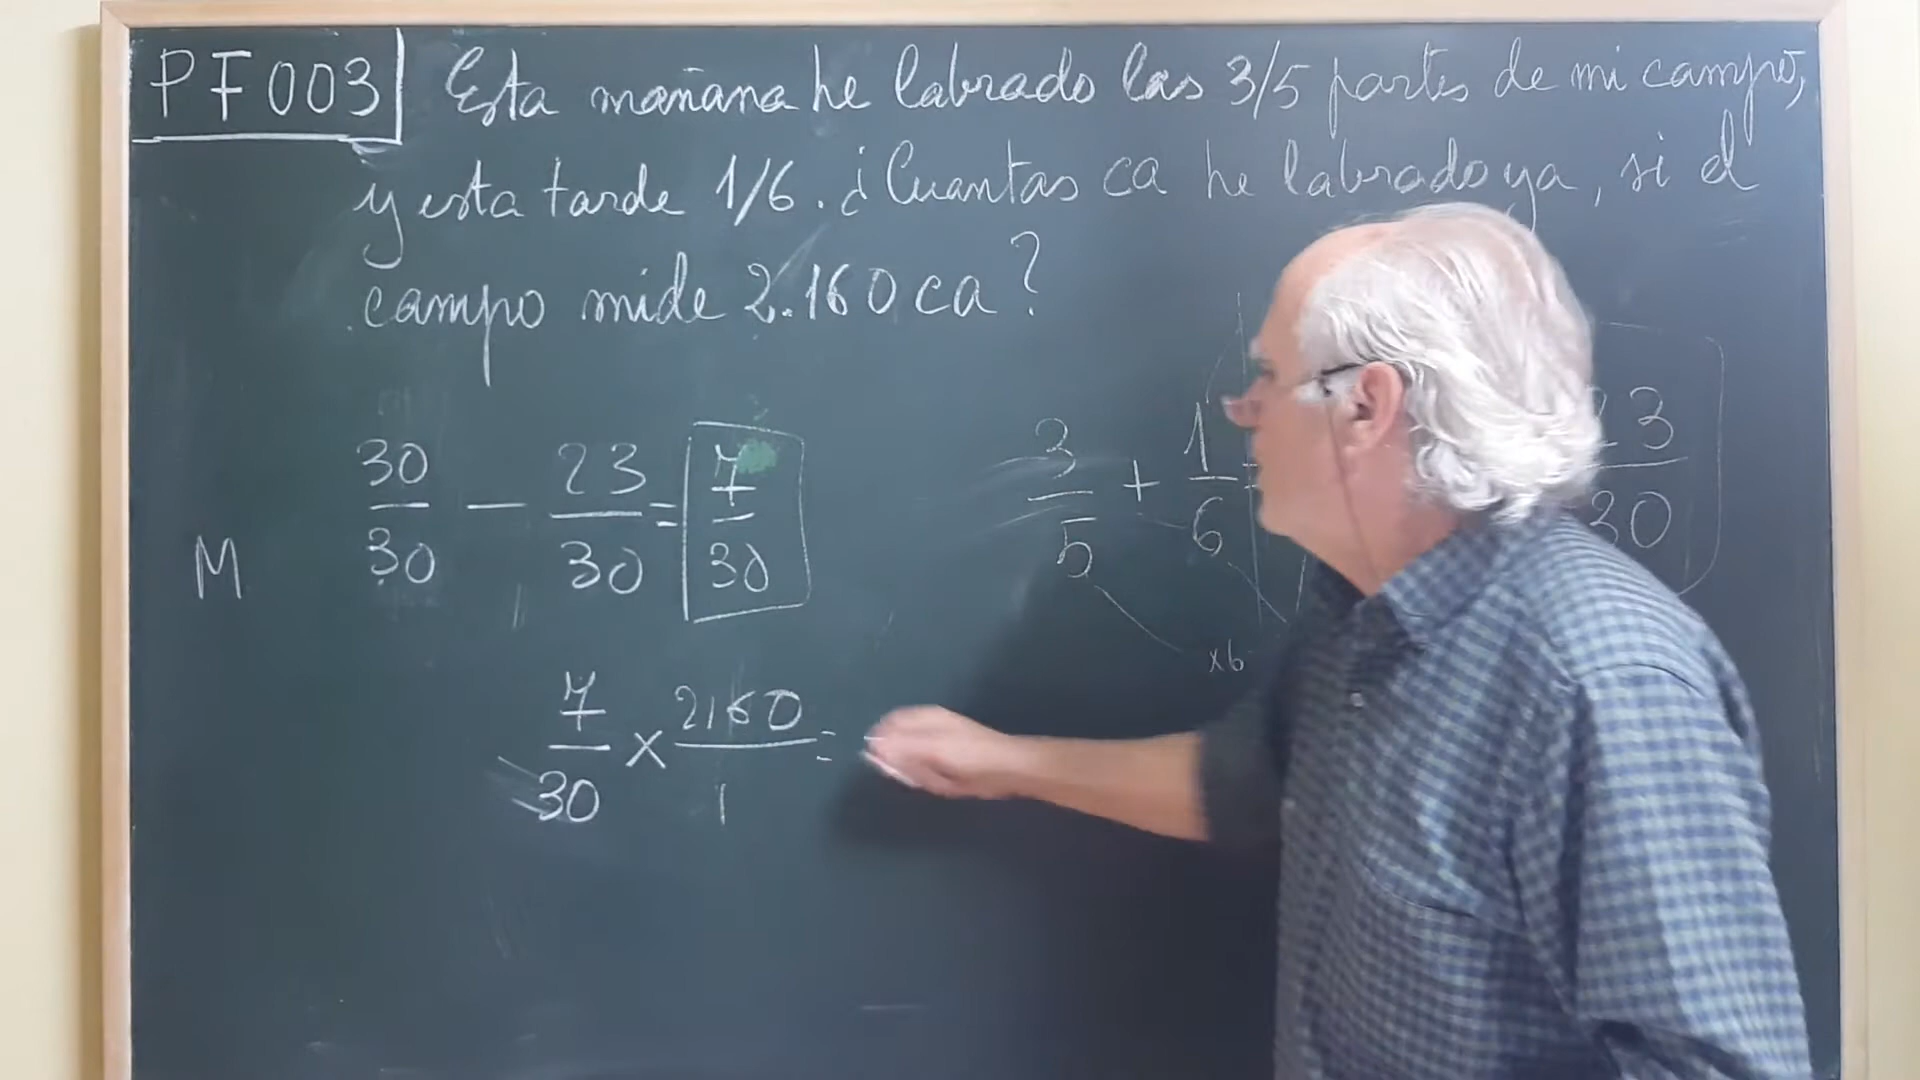 PF003 Esta mañana he labrado las 3/5 partes de mi campo,
y esta tarde 1/6. ¿Cuantas ca he labrado ya, si el
campo mide 2.160 ca?
30/30 - 23/30 = 7/30
3/5 + 1/6 = 23/30
M
x6
7/30 x 2160/1 =